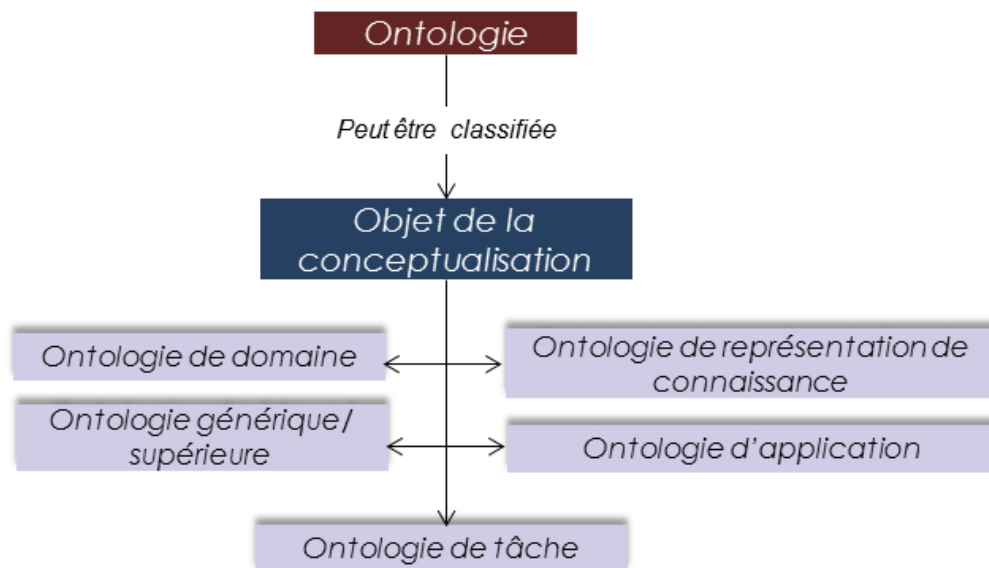 Ontologie
Peut être classifiée
Objet de la
conceptualisation
Ontologie de domaine
Ontologie de représentation de
connaissance
Ontologie générique/
supérieure
Ontologie d'application
Ontologie de tâche